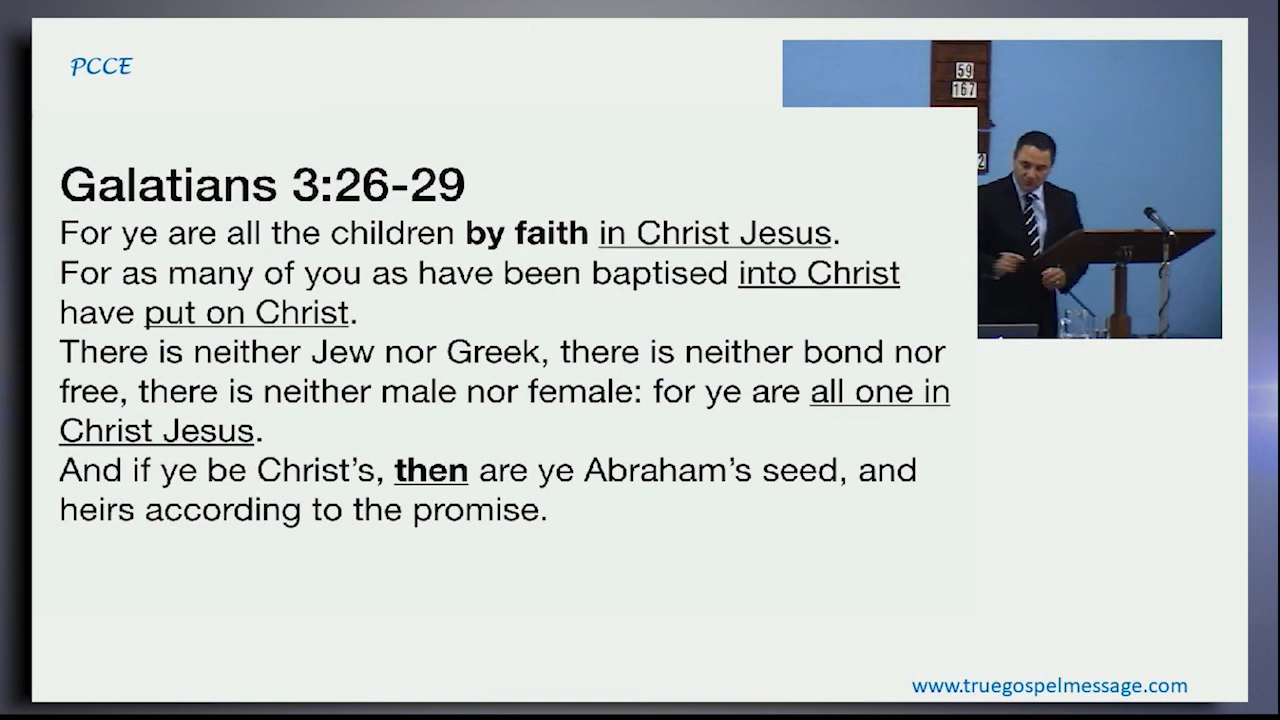 PCCE
59
167
2
Galatians 3:26-29
For ye are all the children by faith in Christ Jesus.
For as many of you as have been baptised into Christ
have put on Christ.
There is neither Jew nor Greek, there is neither bond nor
free, there is neither male nor female: for ye are all one in
Christ Jesus.
And if ye be Christ’s, then are ye Abraham’s seed, and
heirs according to the promise.
www.truegospelmessage.com